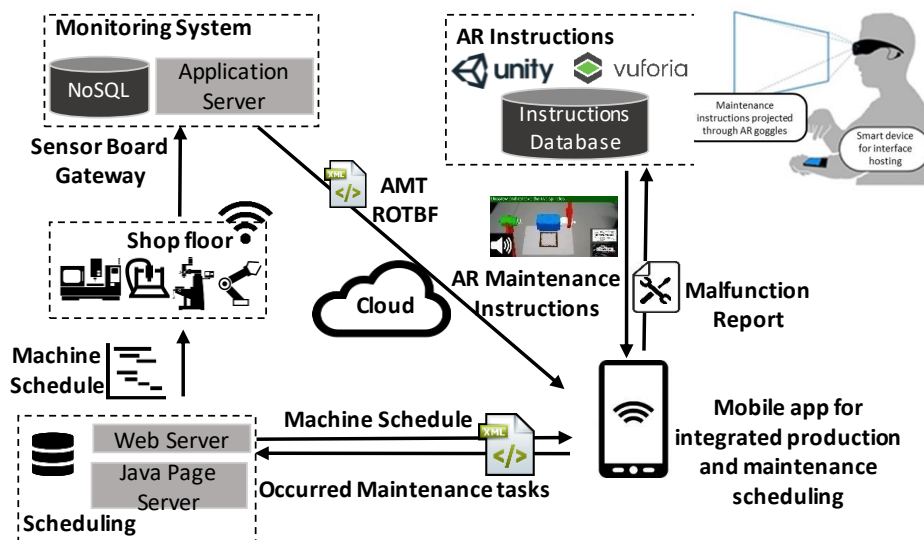 Monitoring System
NoSQL
Application
Server
AR Instructions
unity
vuforia
Instructions
Database
Maintenance
instructions projected
through AR goggles
Smart device
for interface
hosting
Sensor Board
Gateway
XML
</>
AMT
ROTBF
Shop floor
Cloud
AR Maintenance
Instructions
Malfunction
Report
Machine
Schedule
Machine Schedule
XML
</>
Occurred Maintenance tasks
Web Server
Java Page
Server
Scheduling
Mobile app for
integrated production
and maintenance
scheduling